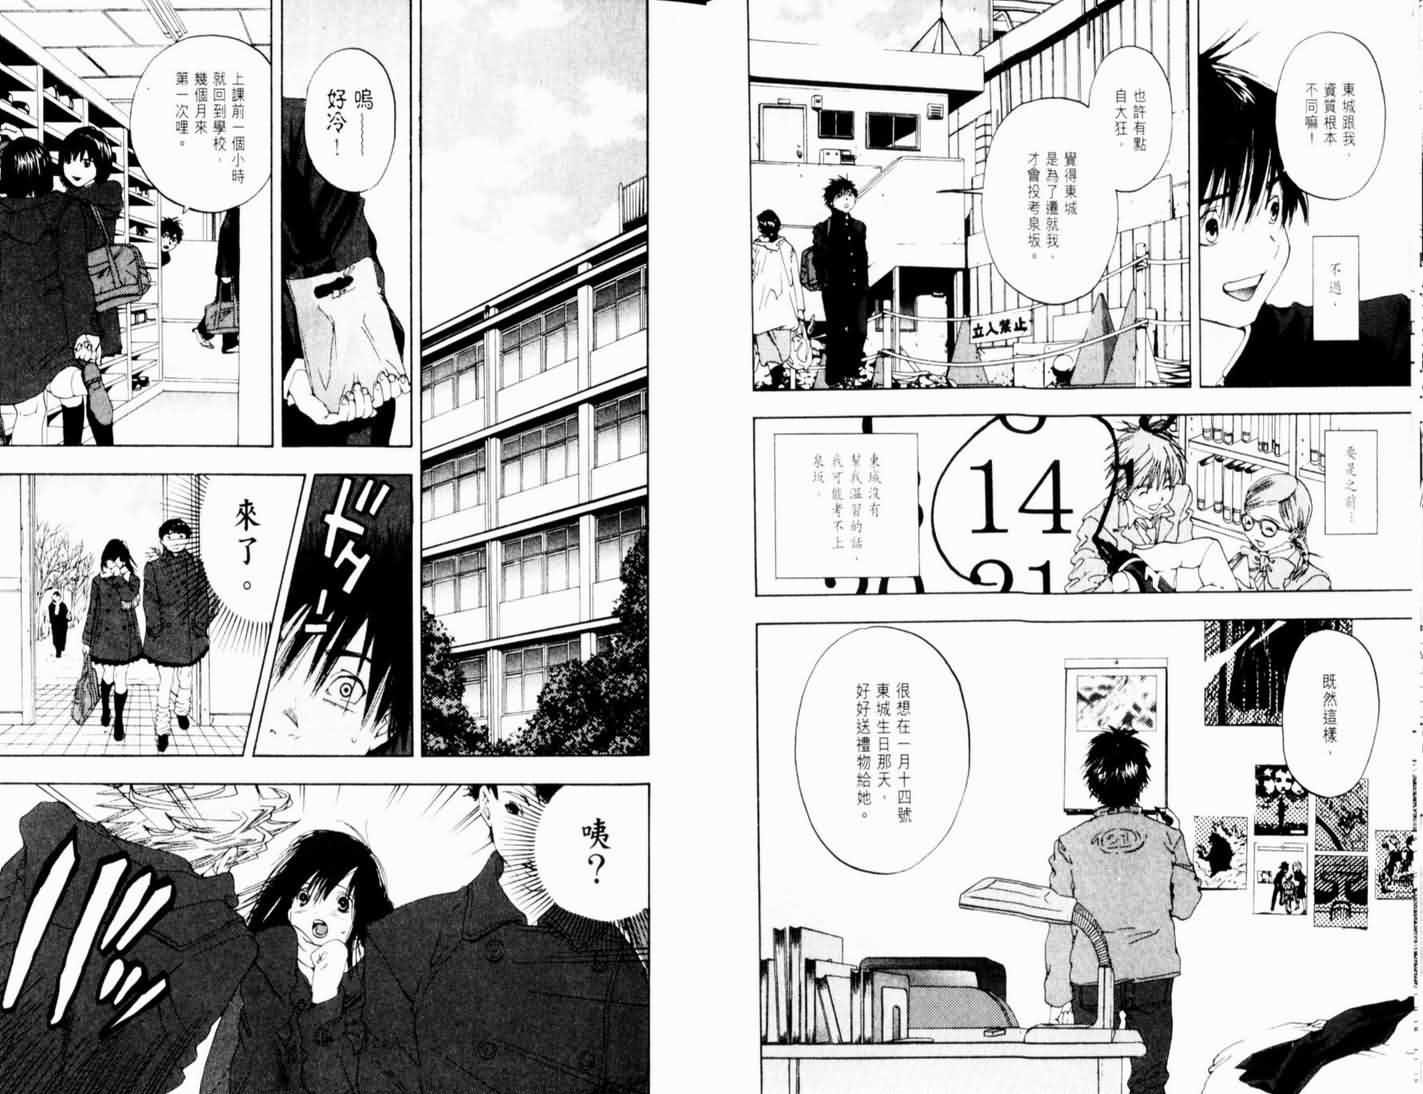 東城跟我,
資質根本
不同嘛!
不過,
也許有點
自大狂,
覺得東城
是為了遷就我,
才會投考泉坂。
立入禁止
要是之前…
14
21
20
東城沒有
幫我溫習的話,
我可能考不上
泉坂。
既然這樣,
很想在一月十四號
東城生日那天,
好好送禮物給她。
21
嗚——
好冷!
上課前一個小時
就回到學校,
幾個月來
第一次哩。
ドクン
來了。
咦?